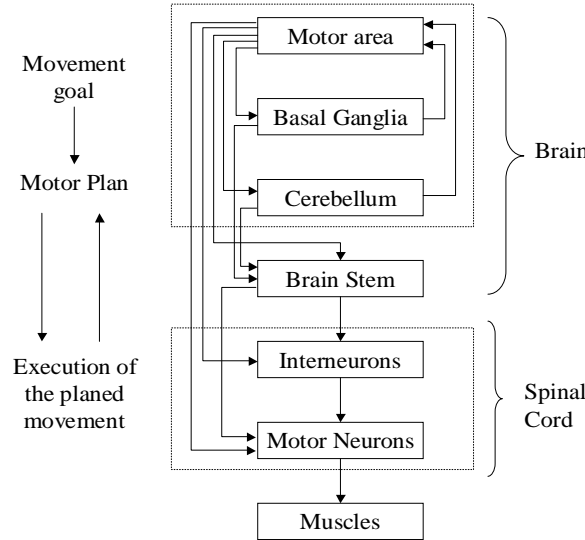 Movement
goal
Motor Plan
Execution of
the planed
movement
Motor area
Basal Ganglia
Cerebellum
Brain Stem
Interneurons
Motor Neurons
Muscles
Brain
Spinal
Cord